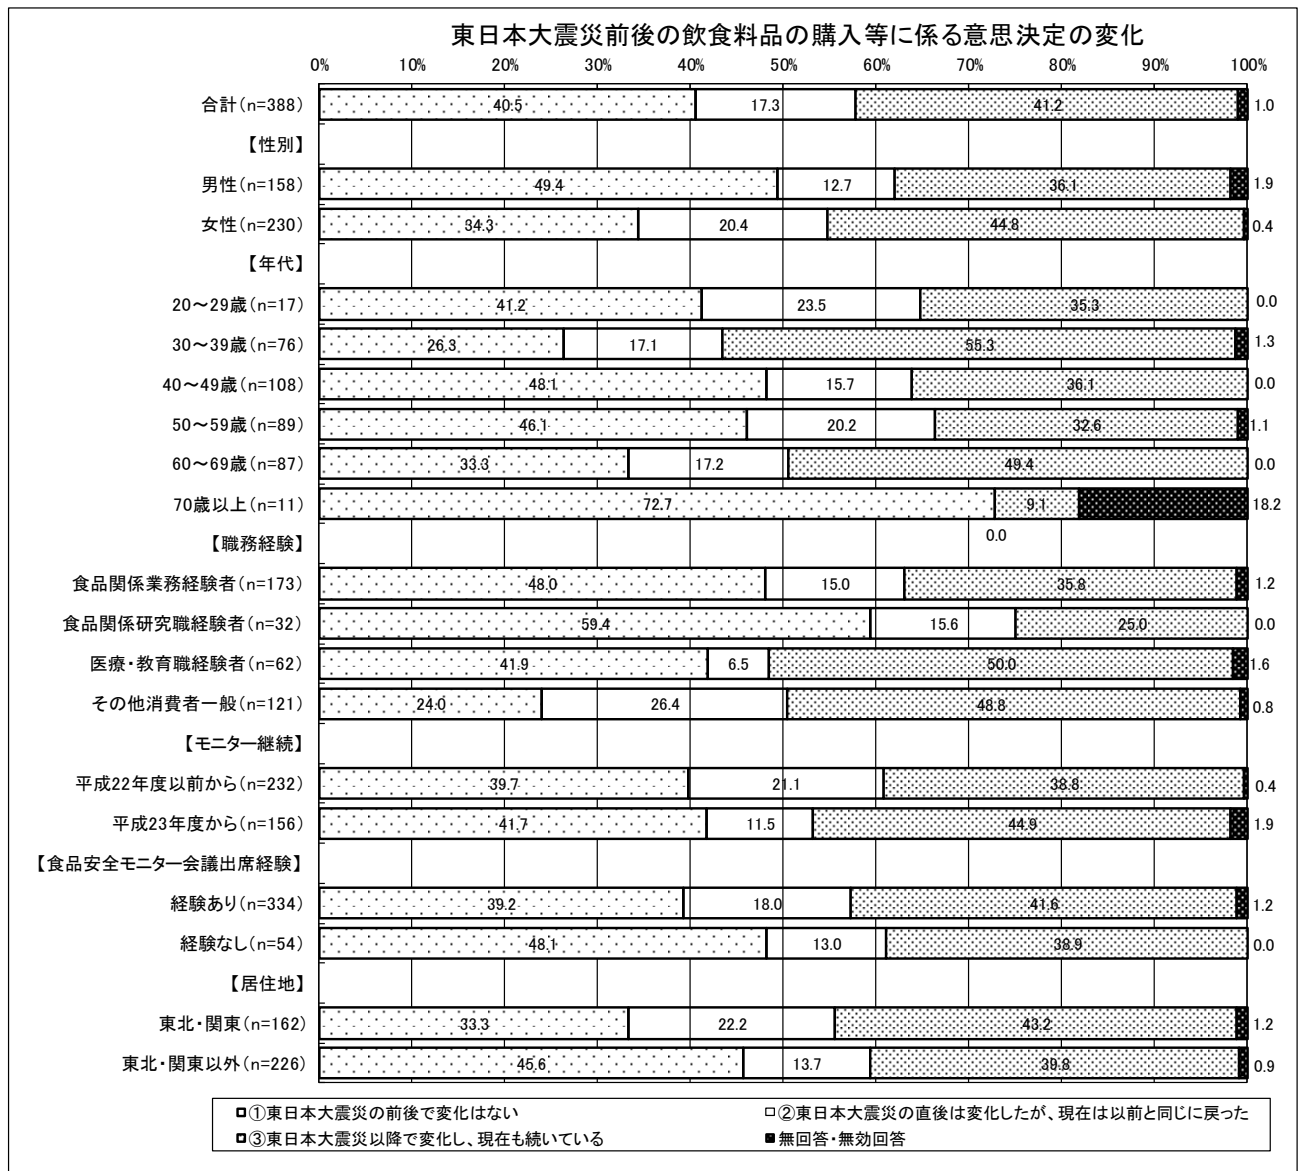 東日本大震災前後の飲食料品の購入等に係る意思決定の変化
0% 10% 20% 30% 40% 50% 60% 70% 80% 90% 100%
合計(n=388) 40.5 17.3 41.2 1.0
【性別】
男性(n=158) 49.4 12.7 36.1 1.9
女性(n=230) 34.3 20.4 44.8 0.4
【年代】
20～29歳(n=17) 41.2 23.5 35.3 0.0
30～39歳(n=76) 26.3 17.1 55.3 1.3
40～49歳(n=108) 48.1 15.7 36.1 0.0
50～59歳(n=89) 46.1 20.2 32.6 1.1
60～69歳(n=87) 33.3 17.2 49.4 0.0
70歳以上(n=11) 72.7 9.1 18.2
【職務経験】 0.0
食品関係業務経験者(n=173) 48.0 15.0 35.8 1.2
食品関係研究職経験者(n=32) 59.4 15.6 25.0 0.0
医療・教育職経験者(n=62) 41.9 6.5 50.0 1.6
その他消費者一般(n=121) 24.0 26.4 48.8 0.8
【モニター継続】
平成22年度以前から(n=232) 39.7 21.1 38.8 0.4
平成23年度から(n=156) 41.7 11.5 44.9 1.9
【食品安全モニター会議出席経験】
経験あり(n=334) 39.2 18.0 41.6 1.2
経験なし(n=54) 48.1 13.0 38.9 0.0
【居住地】
東北・関東(n=162) 33.3 22.2 43.2 1.2
東北・関東以外(n=226) 45.6 13.7 39.8 0.9
①東日本大震災の前後で変化はない ②東日本大震災の直後は変化したが、現在は以前と同じに戻った
③東日本大震災以降で変化し、現在も続いている 無回答・無効回答